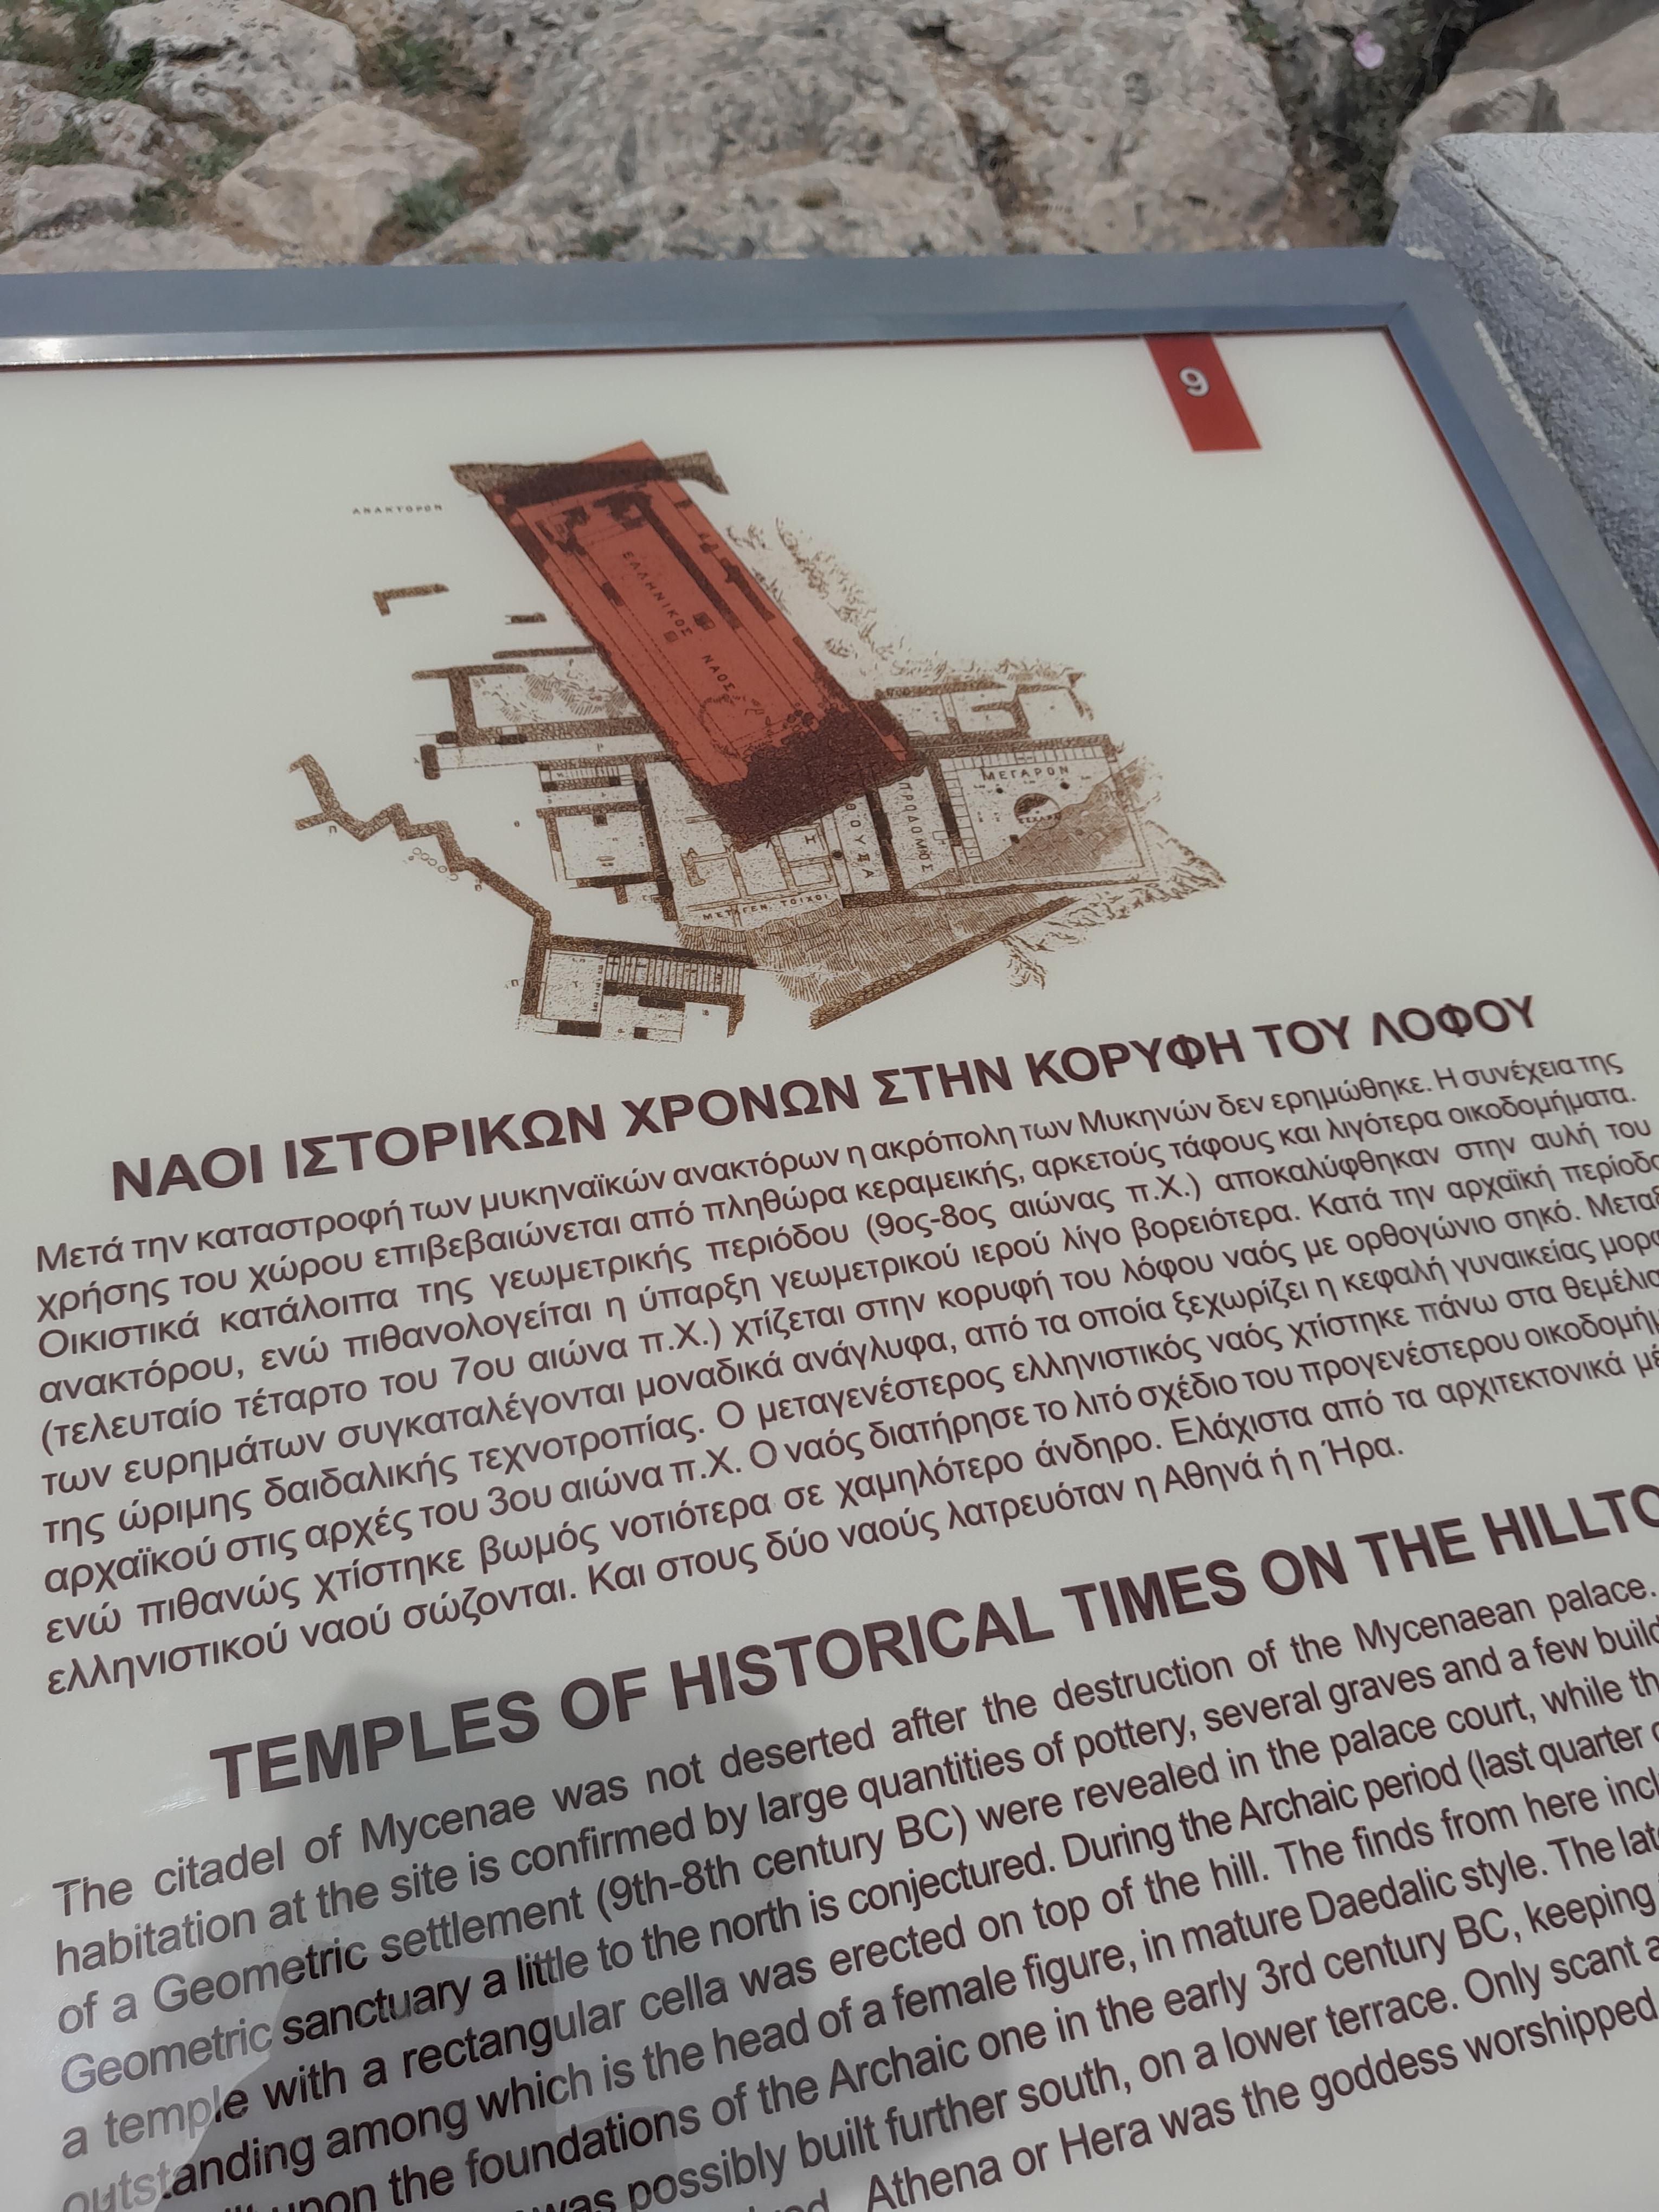 9
ΑΝΑΚΤΟΡΟΝ
ΕΛΛΗΝΙΚΟΣ ΝΑΟΣ
ΜΕΓΑΡΟΝ
ΠΡΟΔΟΜΟΣ
ΜΕΤΑΓΕΝ. ΤΟΙΧΟΙ
ΝΑΟΙ ΙΣΤΟΡΙΚΩΝ ΧΡΟΝΩΝ ΣΤΗΝ ΚΟΡΥΦΗ ΤΟΥ ΛΟΦΟΥ
Μετά την καταστροφή των μυκηναϊκών ανακτόρων η ακρόπολη των Μυκηνών δεν ερημώθηκε. Η συνέχεια της
χρήσης του χώρου επιβεβαιώνεται από πληθώρα κεραμεικής, αρκετούς τάφους και λιγότερα οικοδομήματα.
Οικιστικά κατάλοιπα της γεωμετρικής περιόδου (9ος-8ος αιώνας π.Χ.) αποκαλύφθηκαν στην αυλή του
ανακτόρου, ενώ πιθανολογείται η ύπαρξη γεωμετρικού ιερού λίγο βορειότερα. Κατά την αρχαϊκή περίοδο
(τελευταίο τέταρτο του 7ου αιώνα π.Χ.) χτίζεται στην κορυφή του λόφου ναός με ορθογώνιο σηκό. Μεταξ
των ευρημάτων συγκαταλέγονται μοναδικά ανάγλυφα, από τα οποία ξεχωρίζει η κεφαλή γυναικείας μορφ
της ώριμης δαιδαλικής τεχνοτροπίας. Ο μεταγενέστερος ελληνιστικός ναός χτίστηκε πάνω στα θεμέλια
αρχαϊκού στις αρχές του 3ου αιώνα π.Χ. Ο ναός διατήρησε το λιτό σχέδιο του προγενέστερου οικοδομήμ
ενώ πιθανώς χτίστηκε βωμός νοτιότερα σε χαμηλότερο άνδηρο. Ελάχιστα από τα αρχιτεκτονικά μέ
ελληνιστικού ναού σώζονται. Και στους δύο ναούς λατρευόταν η Αθηνά ή η Ήρα.
TEMPLES OF HISTORICAL TIMES ON THE HILLTO
The citadel of Mycenae was not deserted after the destruction of the Mycenaean palace.
habitation at the site is confirmed by large quantities of pottery, several graves and a few build
of a Geometric settlement (9th-8th century BC) were revealed in the palace court, while th
Geometric sanctuary a little to the north is conjectured. During the Archaic period (last quarter o
a temple with a rectangular cella was erected on top of the hill. The finds from here incl
outstanding among which is the head of a female figure, in mature Daedalic style. The late
upon the foundations of the Archaic one in the early 3rd century BC, keeping
was possibly built further south, on a lower terrace. Only scant a
Athena or Hera was the goddess worshipped